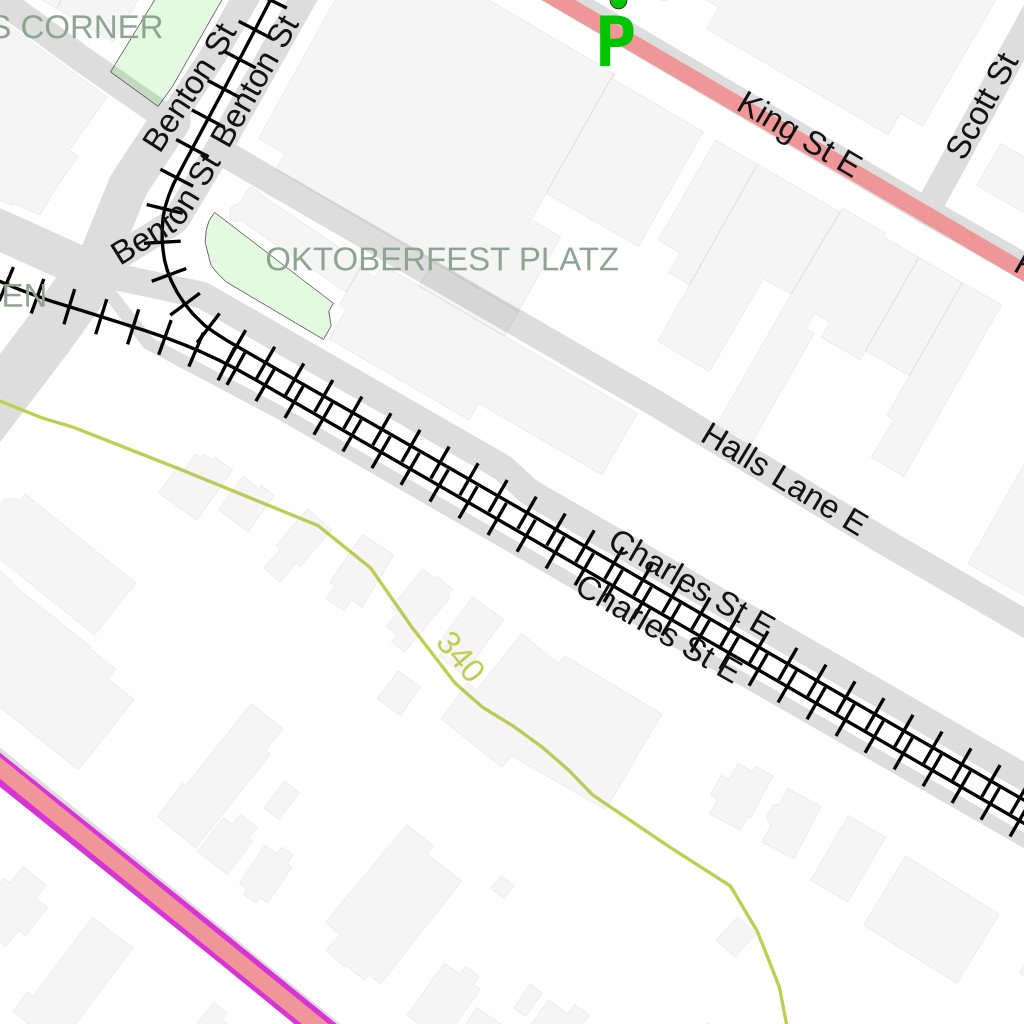 S CORNER
P
Benton St
Benton St
King St E
Scott St
Benton St
OKTOBERFEST PLATZ
EN
Halls Lane E
Charles St E
Charles St E
340